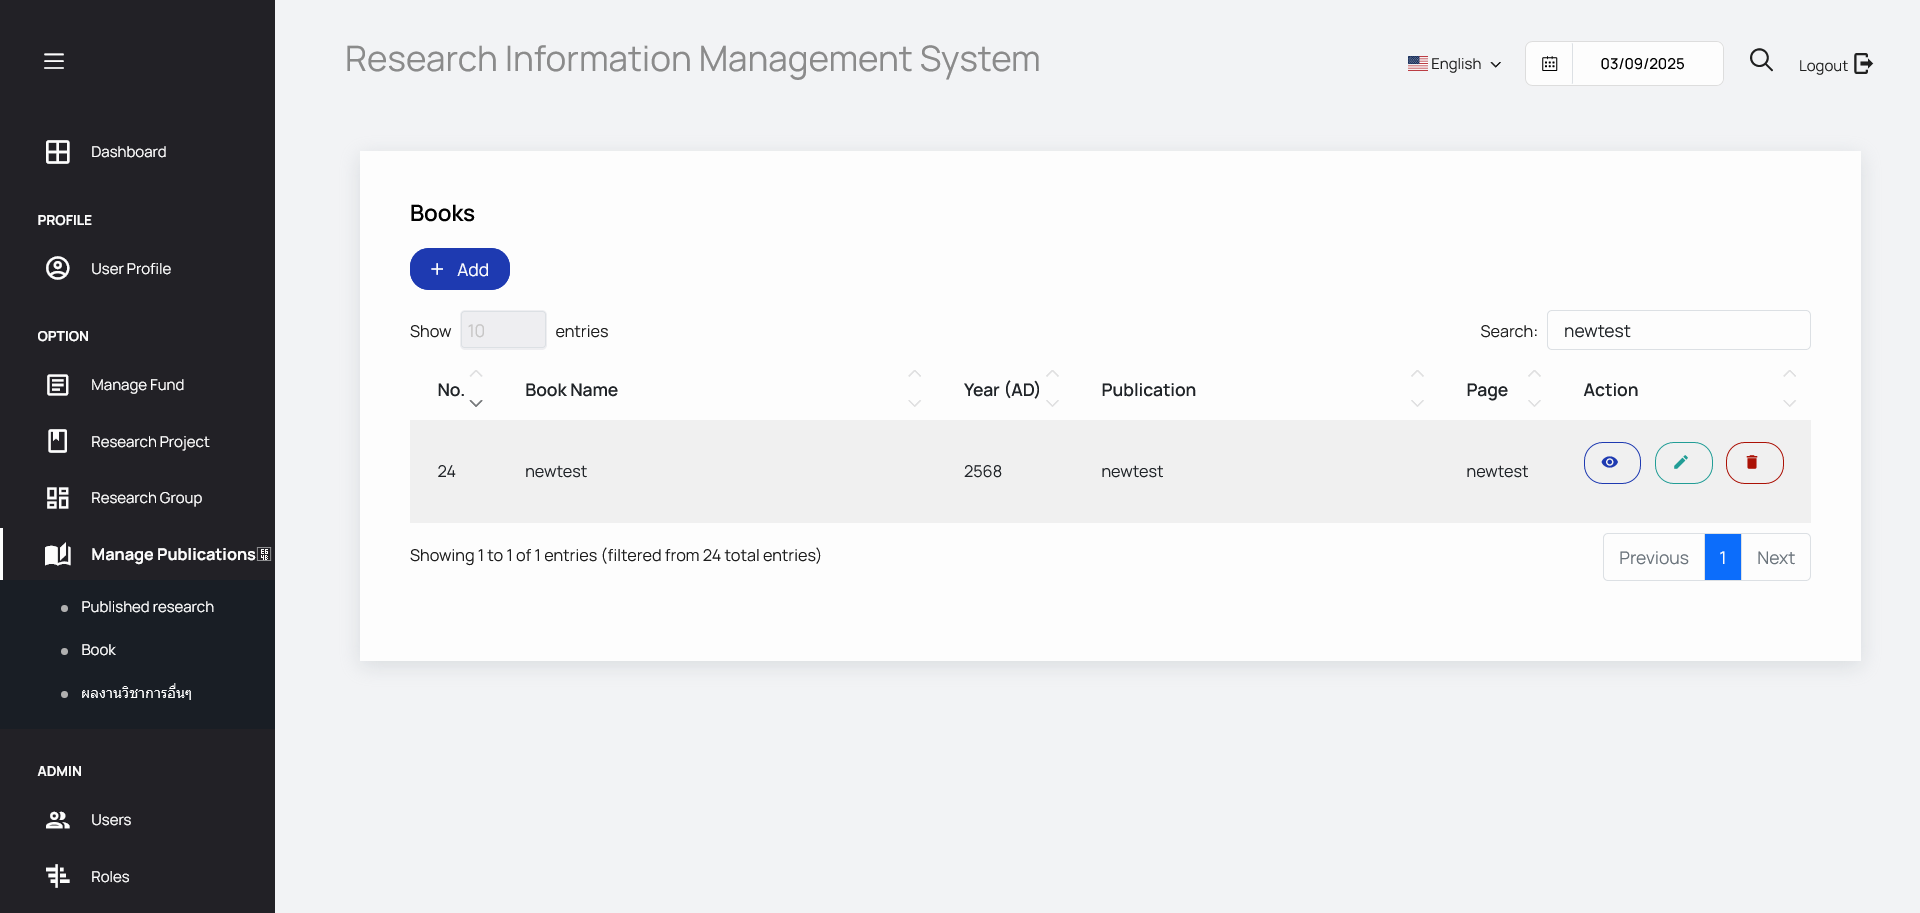 Research Information Management System
English
03/09/2025
Logout
Dashboard
PROFILE
User Profile
OPTION
Manage Fund
Research Project
Research Group
Manage Publications
Published research
Book
ผลงานวิชาการอื่นๆ
ADMIN
Users
Roles
Books
+ Add
Show 10 entries
Search: newtest
No. Book Name Year (AD) Publication Page Action
24 newtest 2568 newtest newtest
Showing 1 to 1 of 1 entries (filtered from 24 total entries)
Previous 1 Next